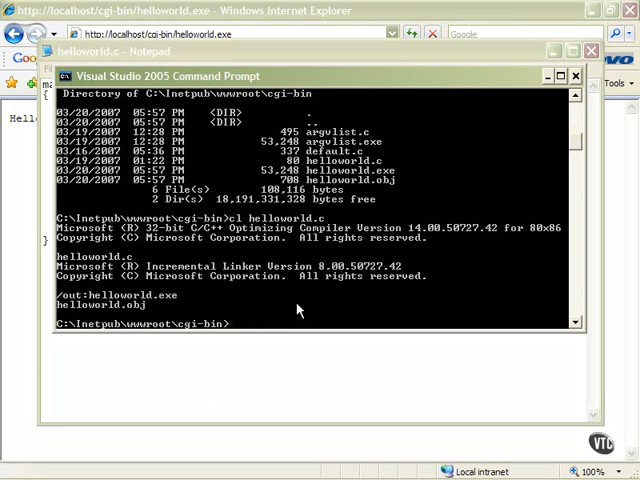 http://localhost/cgi-bin/helloworld.exe - Windows Internet Explorer
http://localhost/cgi-bin/helloworld.exe
Google
helloworld.c - Notepad
Goo
Visual Studio 2005 Command Prompt
Hell
{
}
Directory of C:\Inetpub\wwwroot\cgi-bin
03/20/2007  05:57 PM    <DIR>          .
03/20/2007  05:57 PM    <DIR>          ..
03/19/2007  12:28 PM               495 argvlist.c
03/19/2007  12:28 PM            53,248 argvlist.exe
03/16/2007  05:36 PM               337 default.c
03/19/2007  01:22 PM                80 helloworld.c
03/20/2007  05:57 PM            53,248 helloworld.exe
03/20/2007  05:57 PM               708 helloworld.obj
6 File(s)        108,116 bytes
2 Dir(s)  18,191,331,328 bytes free
C:\Inetpub\wwwroot\cgi-bin>cl helloworld.c
Microsoft (R) 32-bit C/C++ Optimizing Compiler Version 14.00.50727.42 for 80x86
Copyright (C) Microsoft Corporation.  All rights reserved.
helloworld.c
Microsoft (R) Incremental Linker Version 8.00.50727.42
Copyright (C) Microsoft Corporation.  All rights reserved.
/out:helloworld.exe
helloworld.obj
C:\Inetpub\wwwroot\cgi-bin>
VTC
Local intranet
100%